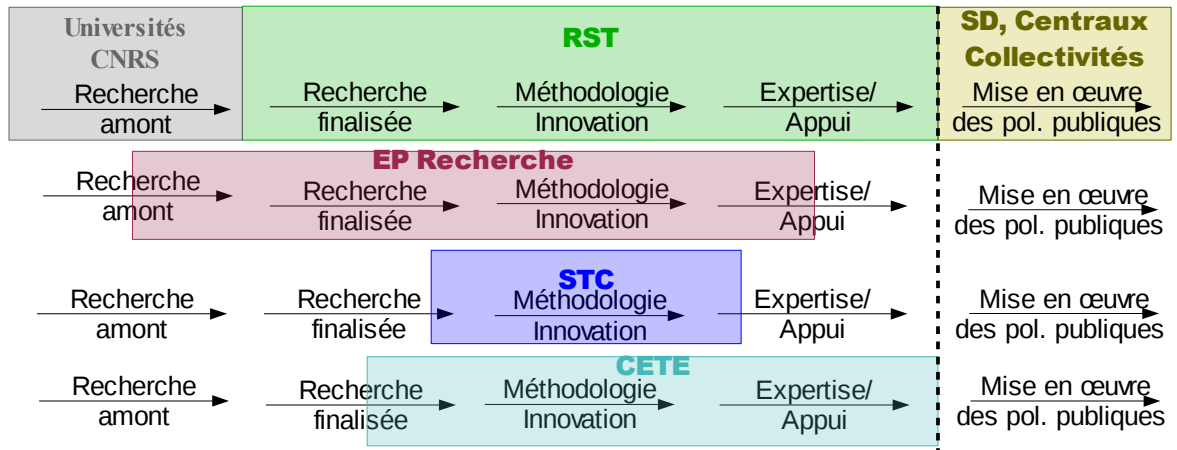 Universités
CNRS
RST
SD, Centraux
Collectivités
Recherche
amont
Recherche
finalisée
Méthodologie
Innovation
Expertise/
Appui
Mise en œuvre
des pol. publiques
EP Recherche
Recherche
amont
Recherche
finalisée
Méthodologie
Innovation
Expertise/
Appui
Mise en œuvre
des pol. publiques
STC
Recherche
amont
Recherche
finalisée
Méthodologie
Innovation
Expertise/
Appui
Mise en œuvre
des pol. publiques
CETE
Recherche
amont
Recherche
finalisée
Méthodologie
Innovation
Expertise/
Appui
Mise en œuvre
des pol. publiques